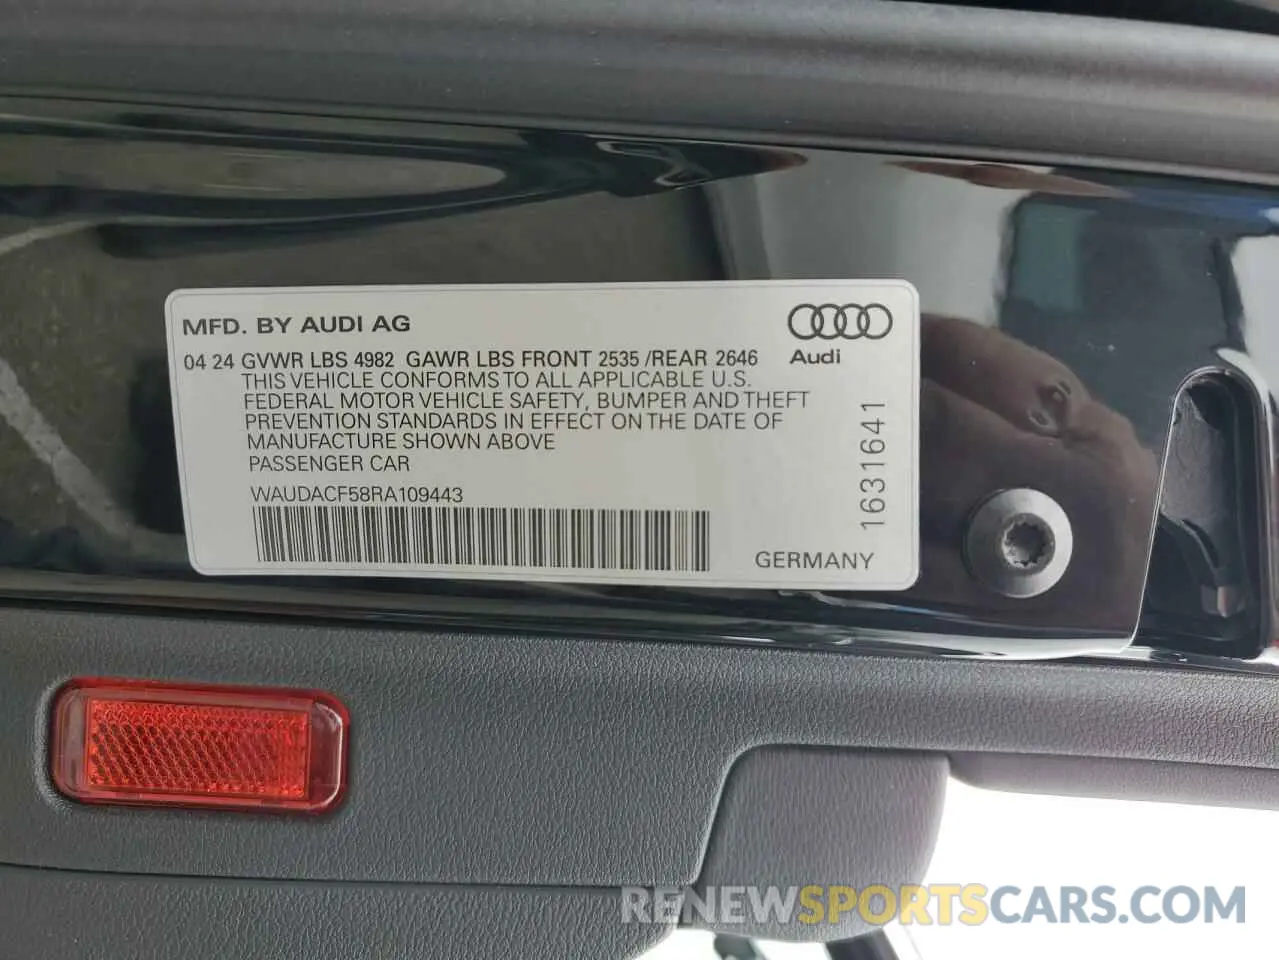 MFD. BY AUDI AG
Audi
04 24 GVWR LBS 4982 GAWR LBS FRONT 2535 /REAR 2646
THIS VEHICLE CONFORMS TO ALL APPLICABLE U.S.
FEDERAL MOTOR VEHICLE SAFETY, BUMPER AND THEFT
PREVENTION STANDARDS IN EFFECT ON THE DATE OF
MANUFACTURE SHOWN ABOVE
PASSENGER CAR
WAUDACF58RA109443
1631641
GERMANY
RENEWSPORTSCARS.COM